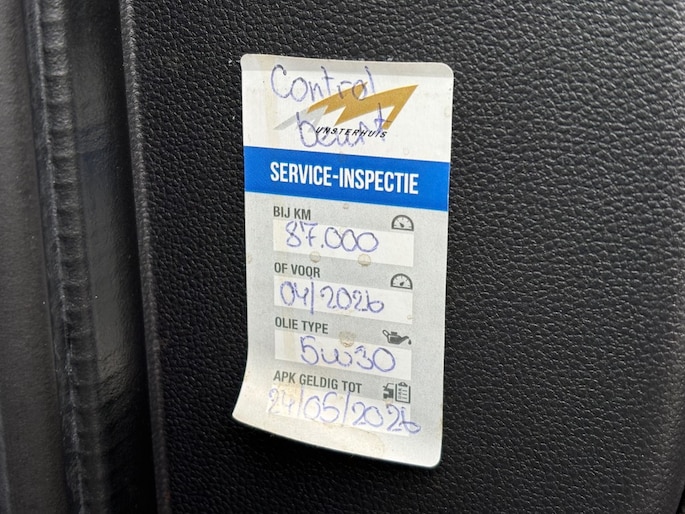 Control
beurt
UNSTERHUIS
SERVICE-INSPECTIE
BIJ KM
87.000
OF VOOR
04/2026
OLIE TYPE
5w30
APK GELDIG TOT
24/05/2026